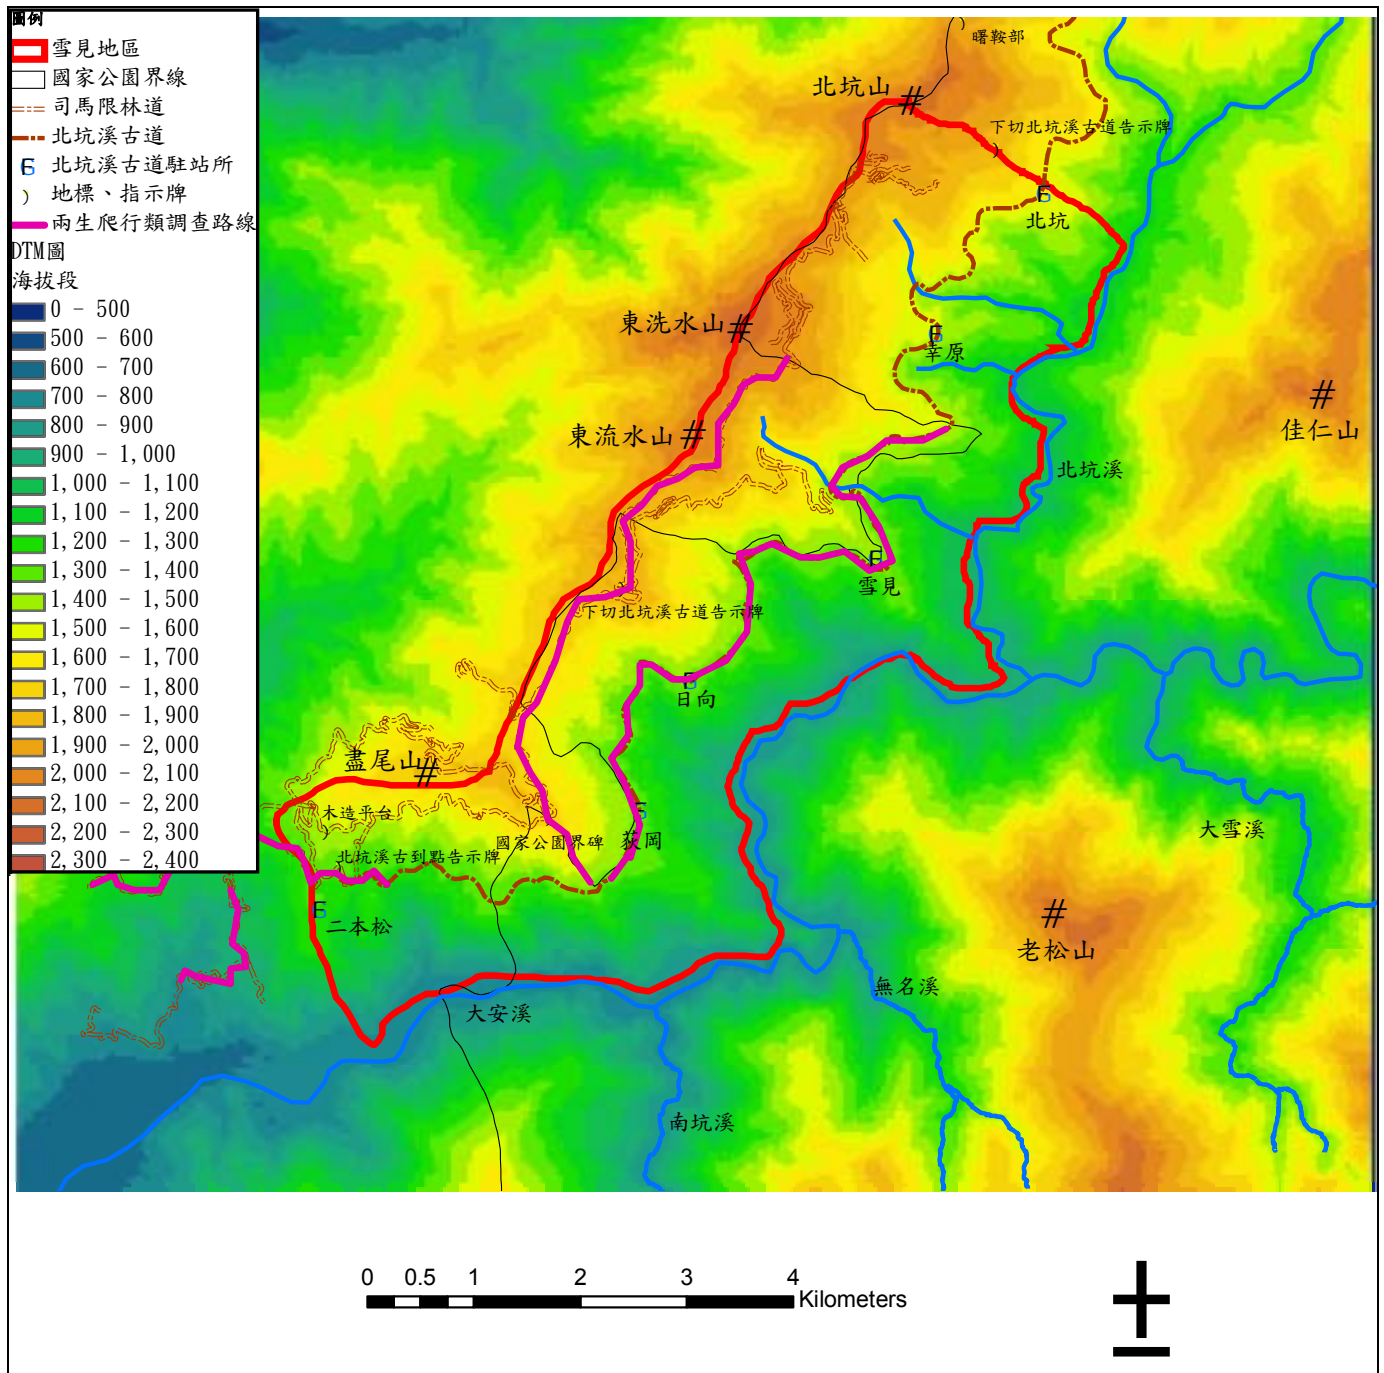 圖例
雪見地區
國家公園界線
司馬限林道
北坑溪古道
北坑溪古道駐站所
地標、指示牌
兩生爬行類調查路線
DTM圖
海拔段
0 - 500
500 - 600
600 - 700
700 - 800
800 - 900
900 - 1,000
1,000 - 1,100
1,100 - 1,200
1,200 - 1,300
1,300 - 1,400
1,400 - 1,500
1,500 - 1,600
1,600 - 1,700
1,700 - 1,800
1,800 - 1,900
1,900 - 2,000
2,000 - 2,100
2,100 - 2,200
2,200 - 2,300
2,300 - 2,400
曙鞍部
北坑山
下切北坑溪古道告示牌
北坑
東洗水山
幸原
佳仁山
東流水山
北坑溪
雪見
下切北坑溪古道告示牌
日向
盡尾山
木造平台
國家公園界碑
荻岡
大雪溪
北坑溪古到點告示牌
二本松
老松山
無名溪
大安溪
南坑溪
0 0.5 1 2 3 4
Kilometers